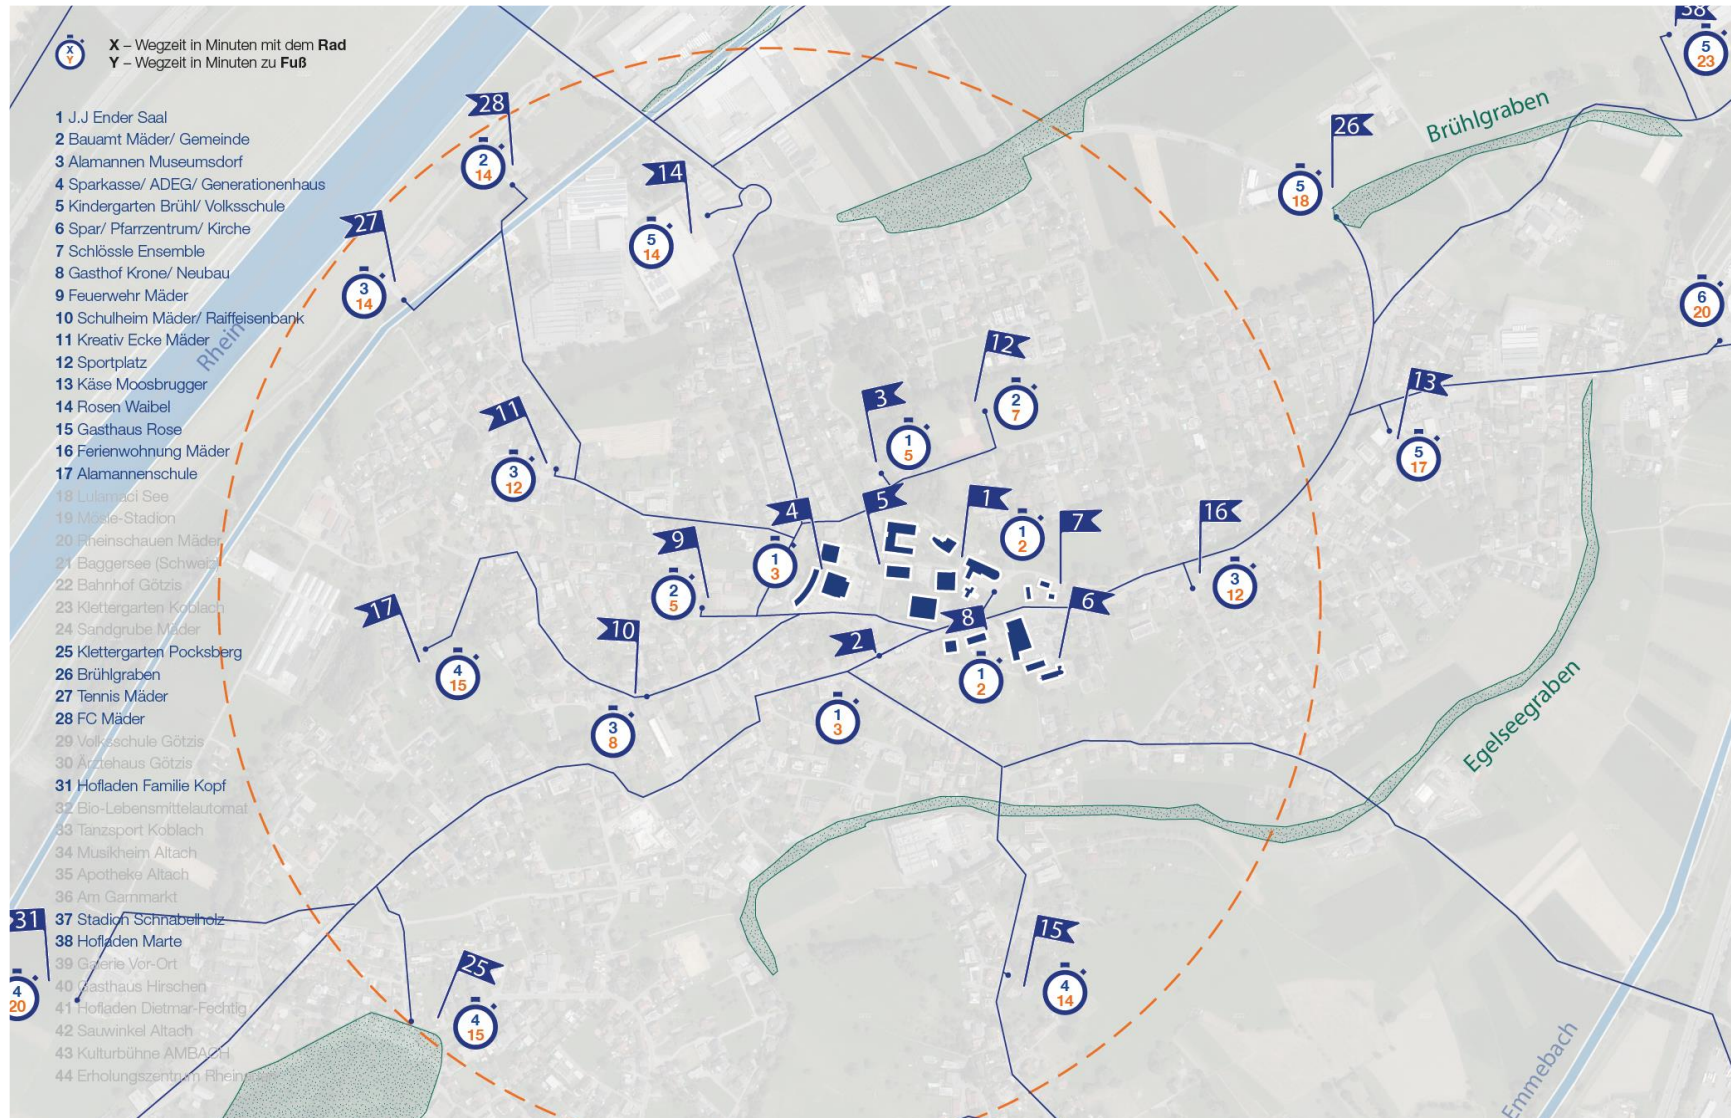 X
Y
X – Wegzeit in Minuten mit dem Rad
Y – Wegzeit in Minuten zu Fuß
1 J.J Ender Saal
2 Bauamt Mäder/ Gemeinde
3 Alamannen Museumsdorf
4 Sparkasse/ ADEG/ Generationenhaus
5 Kindergarten Brühl/ Volksschule
6 Spar/ Pfarrzentrum/ Kirche
7 Schlössle Ensemble
8 Gasthof Krone/ Neubau
9 Feuerwehr Mäder
10 Schulheim Mäder/ Raiffeisenbank
11 Kreativ Ecke Mäder
12 Sportplatz
13 Käse Moosbrugger
14 Rosen Waibel
15 Gasthaus Rose
16 Ferienwohnung Mäder
17 Alamannenschule
18 Lularnaci See
19 Mösle-Stadion
20 Rheinschauen Mäder
21 Baggersee (Schweiz)
22 Bahnhof Götzis
23 Klettergarten Koblach
24 Sandgrube Mäder
25 Klettergarten Pocksberg
26 Brühlgraben
27 Tennis Mäder
28 FC Mäder
29 Volksschule Götzis
30 Ärztehaus Götzis
31 Hofladen Familie Kopf
32 Bio-Lebensmittelautomat
33 Tanzsport Koblach
34 Musikheim Altach
35 Apotheke Altach
36 Am Garnmarkt
37 Stadion Schnabelholz
38 Hofladen Marte
39 Galerie Vor-Ort
40 Gasthaus Hirschen
41 Hofladen Dietmar-Fechtig
42 Sauwinkel Altach
43 Kulturbühne AMBACH
44 Erholungszentrum
38
5
23
28
2
14
26
5
18
Brühlgraben
14
5
14
27
3
14
Rhein
6
20
12
2
7
13
5
17
3
1
5
11
3
12
4
1
3
5
1
1
2
7
16
3
12
9
2
5
17
4
15
10
3
8
2
1
3
8
1
2
6
Egelseegraben
31
4
20
25
4
15
15
4
14
Emmebach